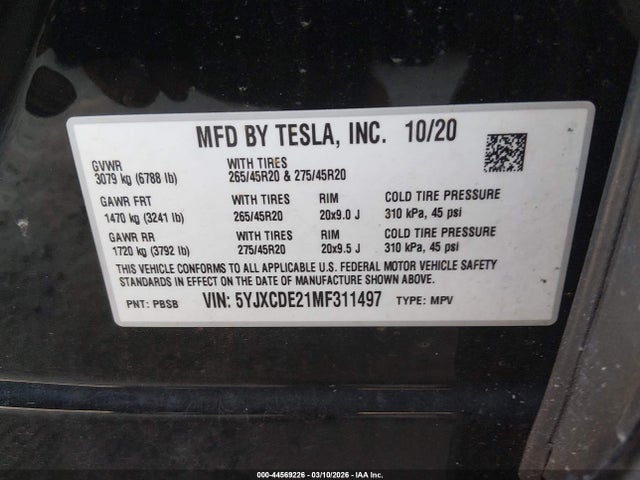 MFD BY TESLA, INC. 10/20
GVWR WITH TIRES
3079 kg (6788 lb) 265/45R20 & 275/45R20
GAWR FRT WITH TIRES RIM COLD TIRE PRESSURE
1470 kg (3241 lb) 265/45R20 20x9.0 J 310 kPa, 45 psi
GAWR RR WITH TIRES RIM COLD TIRE PRESSURE
1720 kg (3792 lb) 275/45R20 20x9.5 J 310 kPa, 45 psi
THIS VEHICLE CONFORMS TO ALL APPLICABLE U.S. FEDERAL MOTOR VEHICLE SAFETY
STANDARDS IN EFFECT ON THE DATE OF MANUFACTURE SHOWN ABOVE.
PNT: PBSB VIN: 5YJXCDE21MF311497 TYPE: MPV
000-44569226 - 03/10/2026 - IAA Inc.